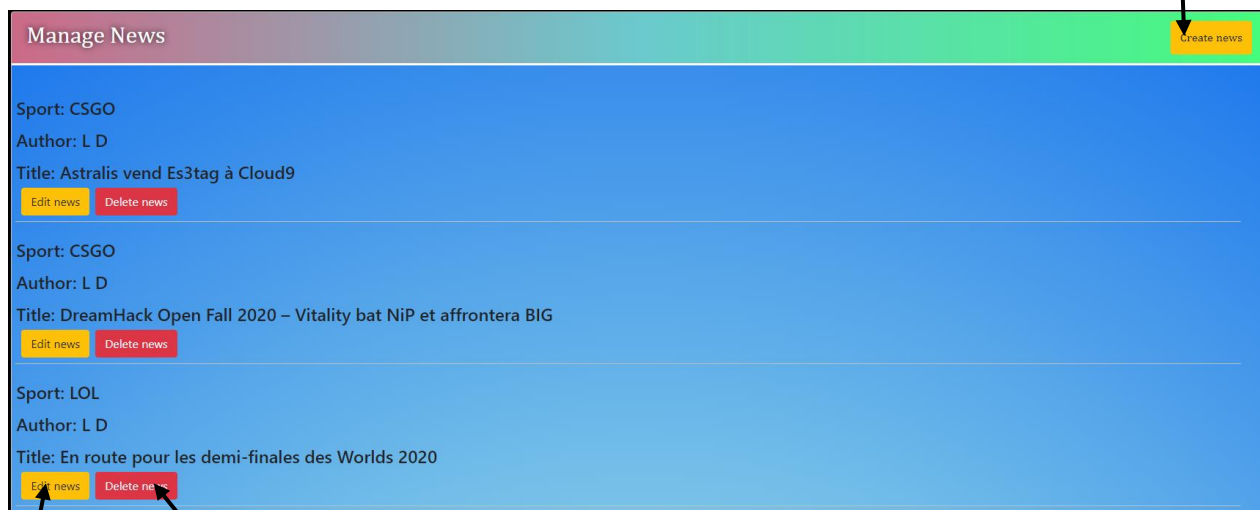 Manage News
Create news
Sport: CSGO
Author: L D
Title: Astralis vend Es3tag à Cloud9
Edit news Delete news
Sport: CSGO
Author: L D
Title: DreamHack Open Fall 2020 – Vitality bat NiP et affrontera BIG
Edit news Delete news
Sport: LOL
Author: L D
Title: En route pour les demi-finales des Worlds 2020
Edit news Delete news